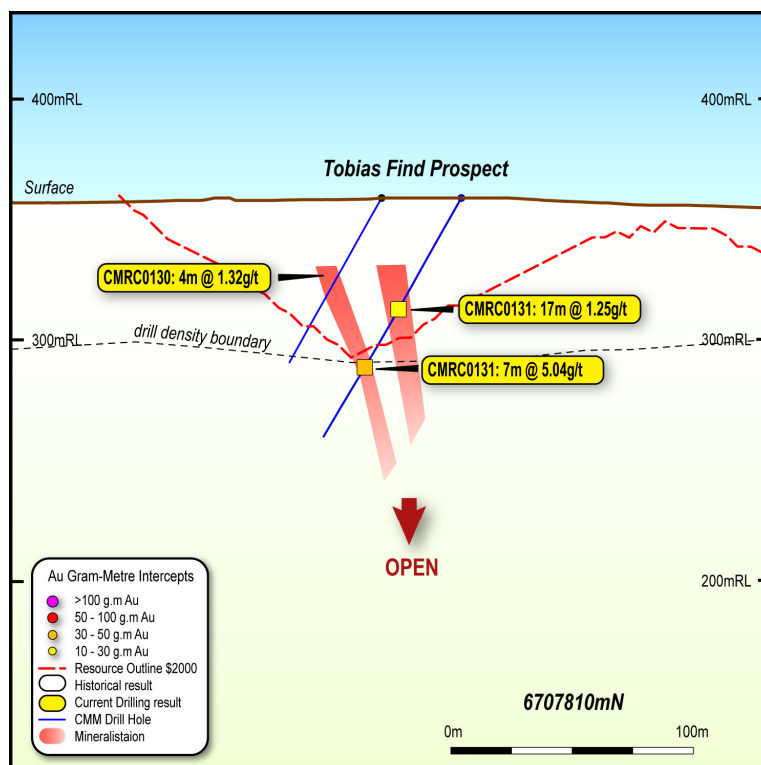 400mRL
400mRL
Tobias Find Prospect
Surface
CMRC0130: 4m @ 1.32g/t
CMRC0131: 17m @ 1.25g/t
drill density boundary
300mRL
300mRL
CMRC0131: 7m @ 5.04g/t
OPEN
200mRL
Au Gram-Metre Intercepts
>100 g.m Au
50 - 100 g.m Au
30 - 50 g.m Au
10 - 30 g.m Au
Resource Outline $2000
Historical result
Current Drilling result
CMM Drill Hole
Mineralistaion
6707810mN
0m
100m